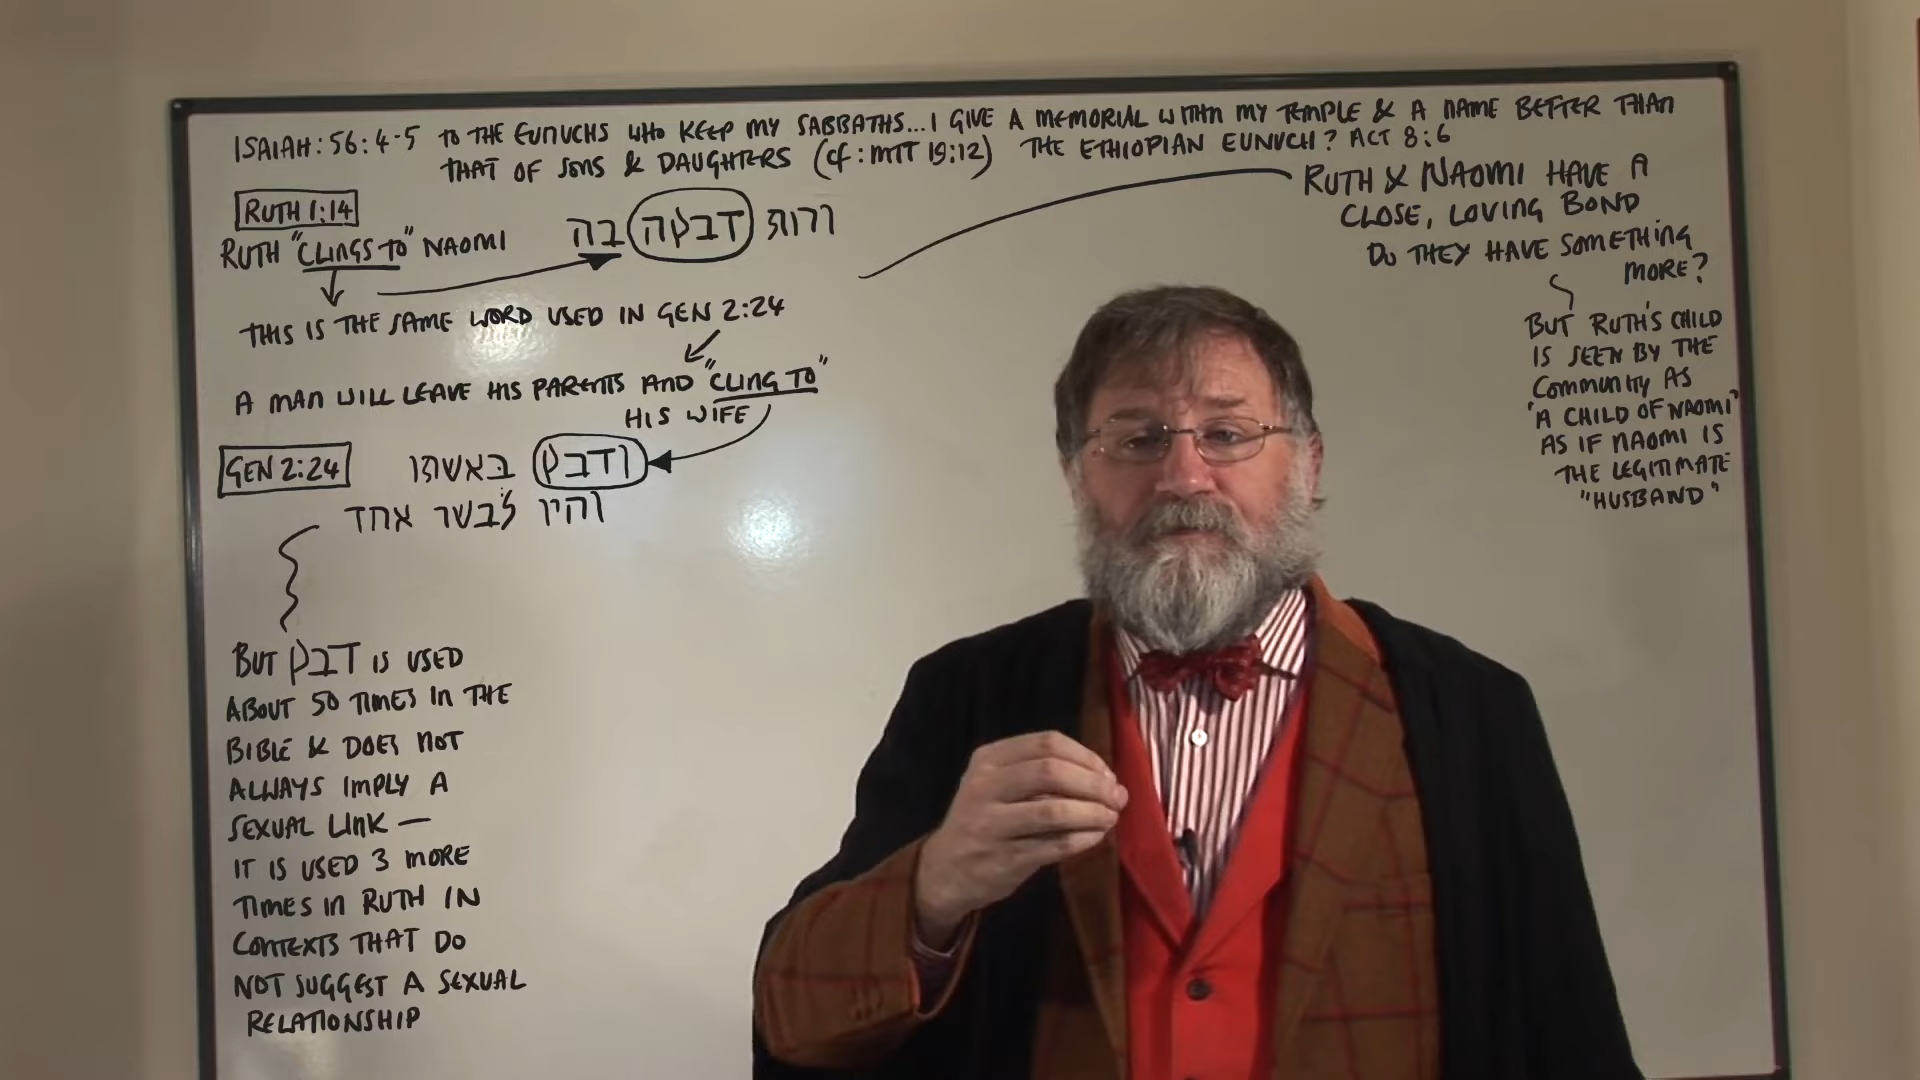 ISAIAH: 56:4-5 TO THE EUNUCHS WHO KEEP MY SABBATHS... I GIVE A MEMORIAL WITHIN MY TEMPLE & A NAME BETTER THAN
THAT OF SONS & DAUGHTERS (cf: MTT 19:12) THE ETHIOPIAN EUNUCH? ACT 8:6
RUTH 1:14
RUTH "CLINGS TO" NAOMI
ורות דבקה בה
THIS IS THE SAME WORD USED IN GEN 2:24
A MAN WILL LEAVE HIS PARENTS AND "CLING TO"
HIS WIFE
GEN 2:24
ודבק באשתו
והיו לבשר אחד
BUT דבק IS USED
ABOUT 50 TIMES IN THE
BIBLE & DOES NOT
ALWAYS IMPLY A
SEXUAL LINK —
IT IS USED 3 MORE
TIMES IN RUTH IN
CONTEXTS THAT DO
NOT SUGGEST A SEXUAL
RELATIONSHIP
RUTH & NAOMI HAVE A
CLOSE, LOVING BOND
DO THEY HAVE SOMETHING
MORE?
BUT RUTH'S CHILD
IS SEEN BY THE
COMMUNITY AS
'A CHILD OF NAOMI'
AS IF NAOMI IS
THE LEGITIMATE
"HUSBAND"